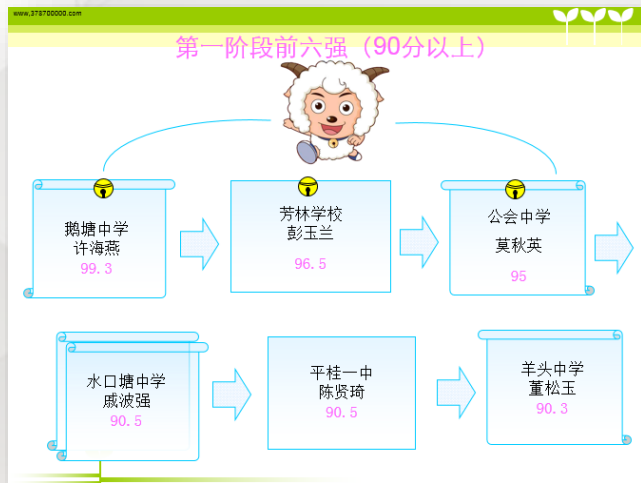 www.378700000.com
第一阶段前六强（90分以上）
鹅塘中学
许海燕
99.3
芳林学校
彭玉兰
96.5
公会中学
莫秋英
95
水口塘中学
戚波强
90.5
平桂一中
陈贤琦
90.5
羊头中学
董松玉
90.3